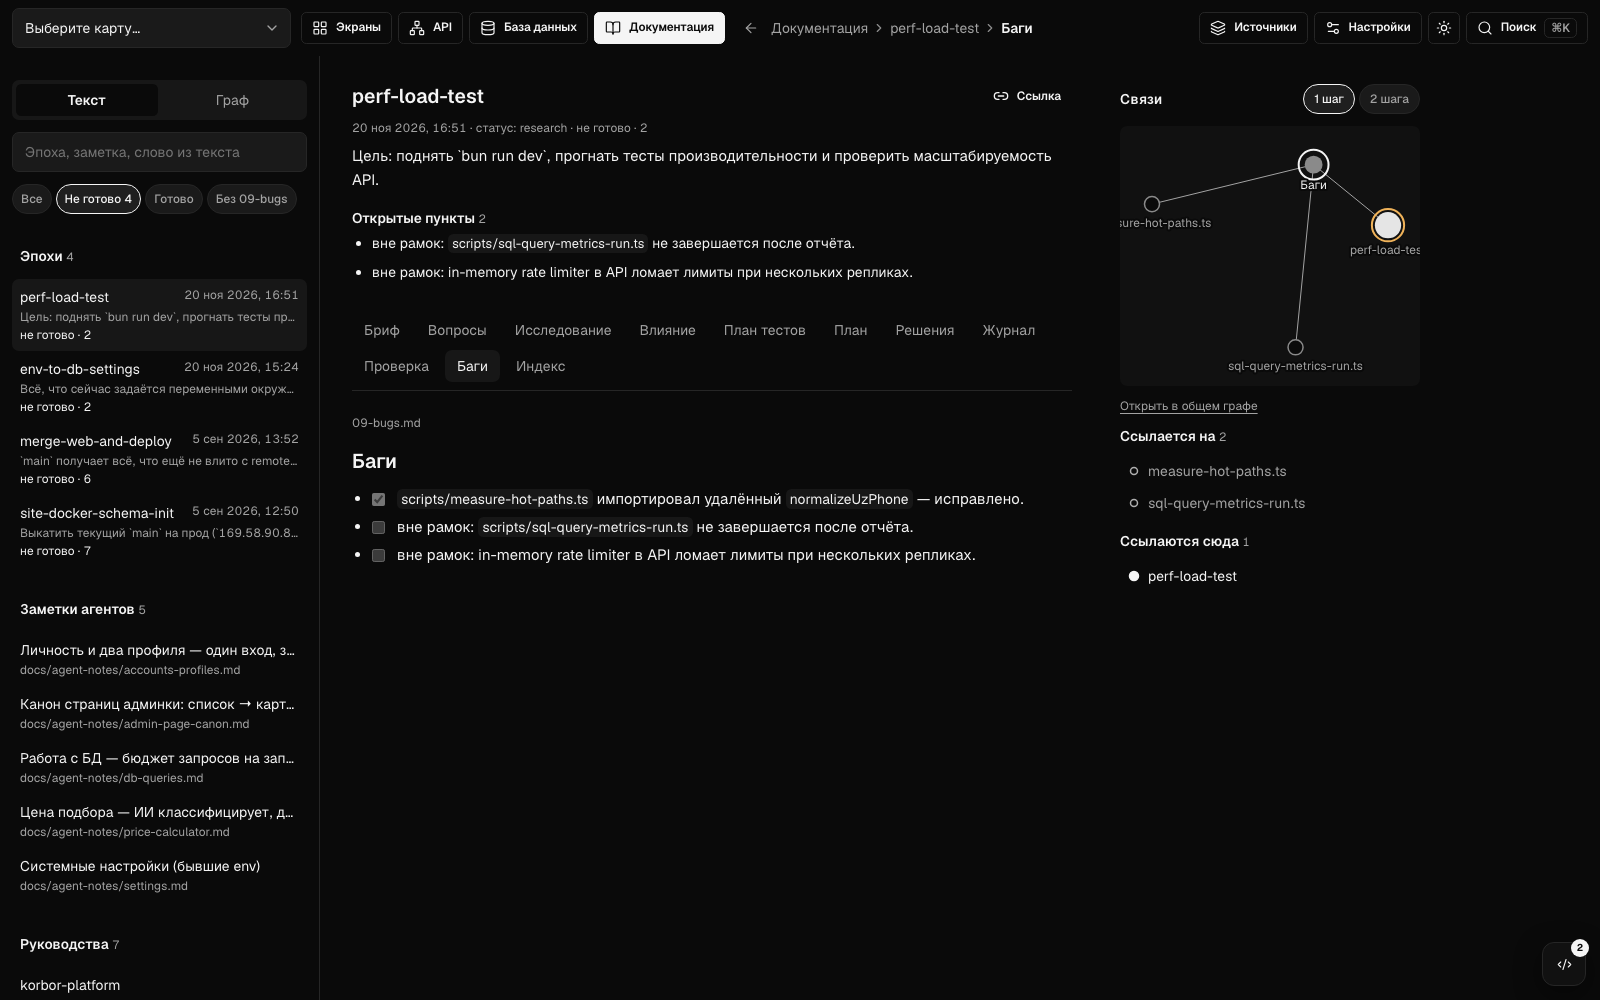 Выберите карту...
Экраны
API
База данных
Документация
Документация > perf-load-test > Баги
Источники
Настройки
Поиск ⌘K
Текст
Граф
Эпоха, заметка, слово из текста
Все
Не готово 4
Готово
Без 09-bugs
Эпохи 4
perf-load-test 20 ноя 2026, 16:51
Цель: поднять `bun run dev`, прогнать тесты пр...
не готово · 2
env-to-db-settings 20 ноя 2026, 15:24
Всё, что сейчас задаётся переменными окруж...
не готово · 2
merge-web-and-deploy 5 сен 2026, 13:52
`main` получает всё, что ещё не влито с remote...
не готово · 6
site-docker-schema-init 5 сен 2026, 12:50
Выкатить текущий `main` на прод (`169.58.90.8...
не готово · 7
Заметки агентов 5
Личность и два профиля — один вход, з...
docs/agent-notes/accounts-profiles.md
Канон страниц админки: список → карт...
docs/agent-notes/admin-page-canon.md
Работа с БД — бюджет запросов на зап...
docs/agent-notes/db-queries.md
Цена подбора — ИИ классифицирует, д...
docs/agent-notes/price-calculator.md
Системные настройки (бывшие env)
docs/agent-notes/settings.md
Руководства 7
korbor-platform
perf-load-test
Ссылка
20 ноя 2026, 16:51 · статус: research · не готово · 2
Цель: поднять `bun run dev`, прогнать тесты производительности и проверить масштабируемость
API.
Открытые пункты 2
• вне рамок: scripts/sql-query-metrics-run.ts не завершается после отчёта.
• вне рамок: in-memory rate limiter в API ломает лимиты при нескольких репликах.
Бриф Вопросы Исследование Влияние План тестов План Решения Журнал
Проверка Баги Индекс
09-bugs.md
Баги
• scripts/measure-hot-paths.ts импортировал удалённый normalizeUzPhone — исправлено.
• вне рамок: scripts/sql-query-metrics-run.ts не завершается после отчёта.
• вне рамок: in-memory rate limiter в API ломает лимиты при нескольких репликах.
Связи
1 шаг
2 шага
Баги
sure-hot-paths.ts
perf-load-tes
sql-query-metrics-run.ts
Открыть в общем графе
Ссылается на 2
measure-hot-paths.ts
sql-query-metrics-run.ts
Ссылаются сюда 1
perf-load-test
2